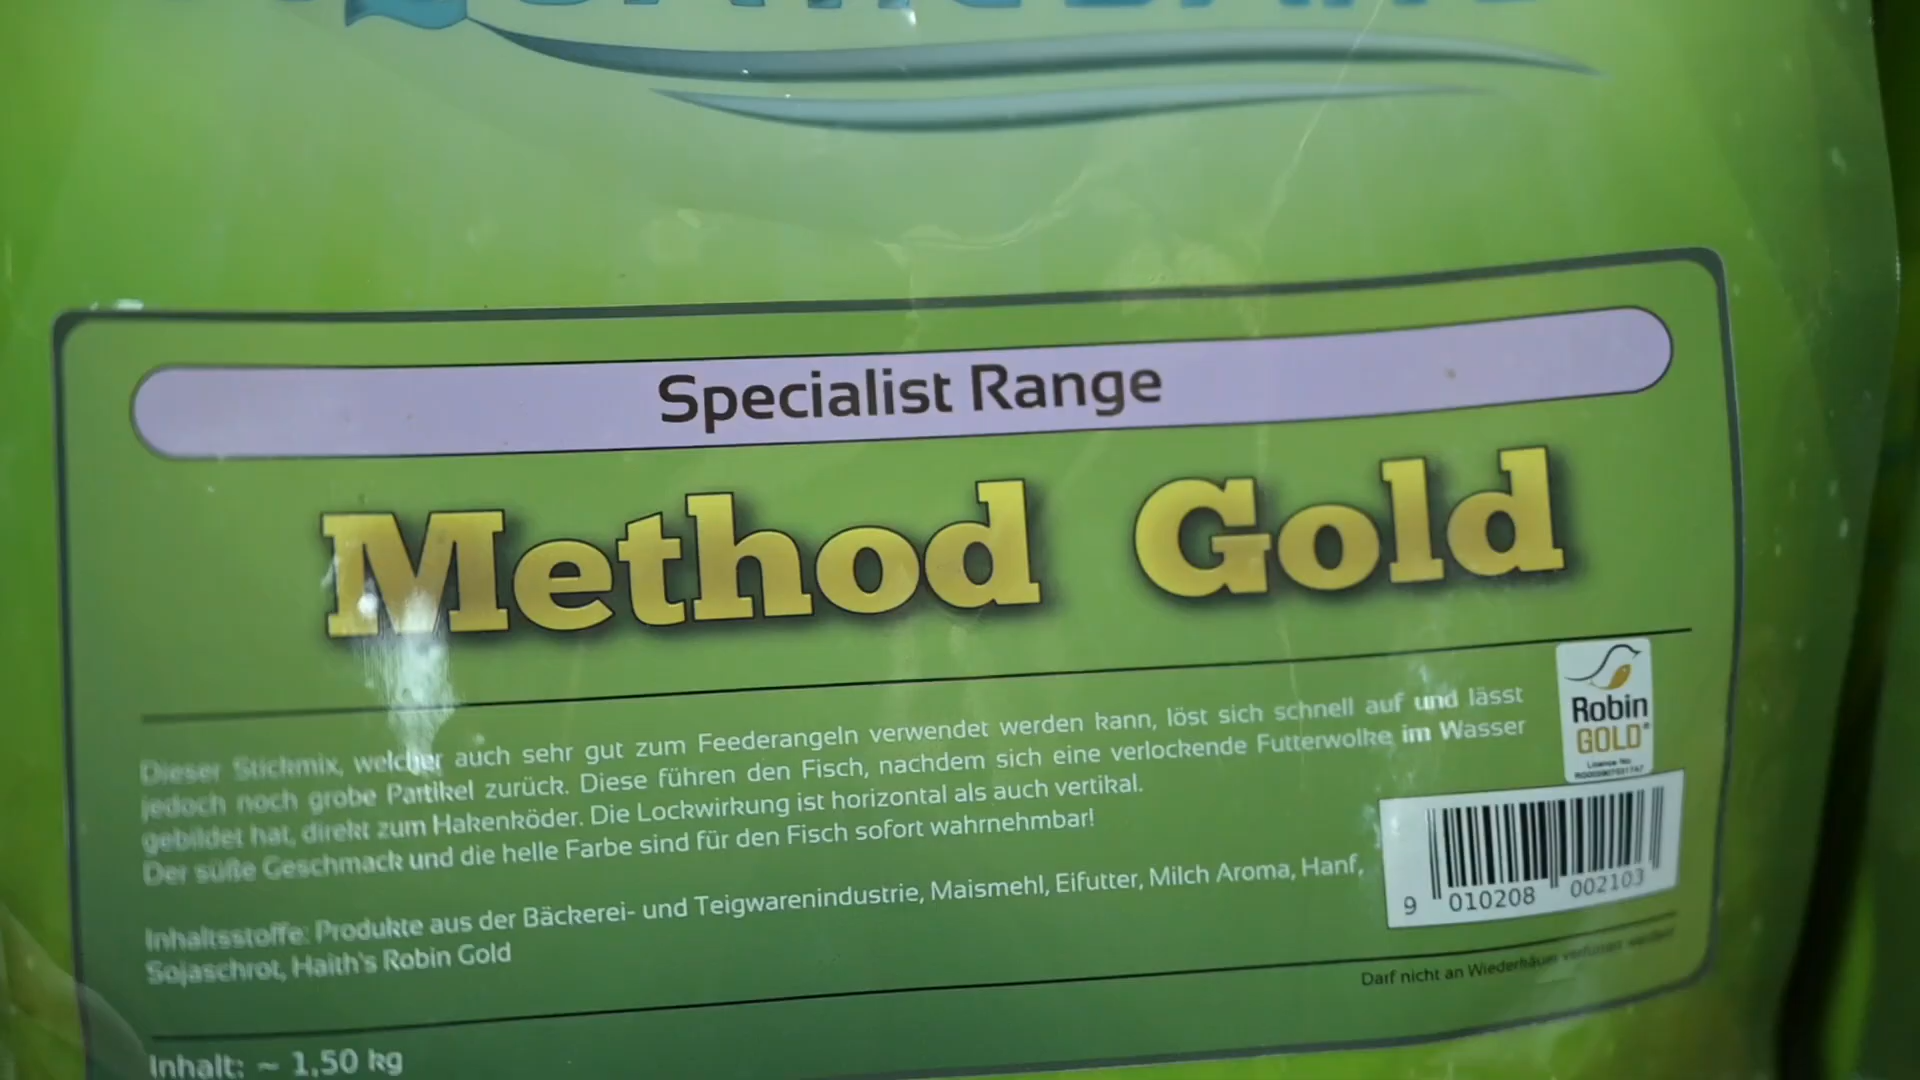 Specialist Range
Method Gold
Dieser Stickmix, welcher auch sehr gut zum Feederangeln verwendet werden kann, löst sich schnell auf und lässt
jedoch noch grobe Partikel zurück. Diese führen den Fisch, nachdem sich eine verlockende Futterwolke im Wasser
gebildet hat, direkt zum Hakenköder. Die Lockwirkung ist horizontal als auch vertikal.
Der süße Geschmack und die helle Farbe sind für den Fisch sofort wahrnehmbar!
Robin
GOLD®
Inhaltsstoffe: Produkte aus der Bäckerei- und Teigwarenindustrie, Maismehl, Eifutter, Milch Aroma, Hanf,
Sojaschrot, Haith's Robin Gold
9 010208 002103
Darf nicht an Wiederkäuer verfüttert werden!
Inhalt: ~ 1,50 kg